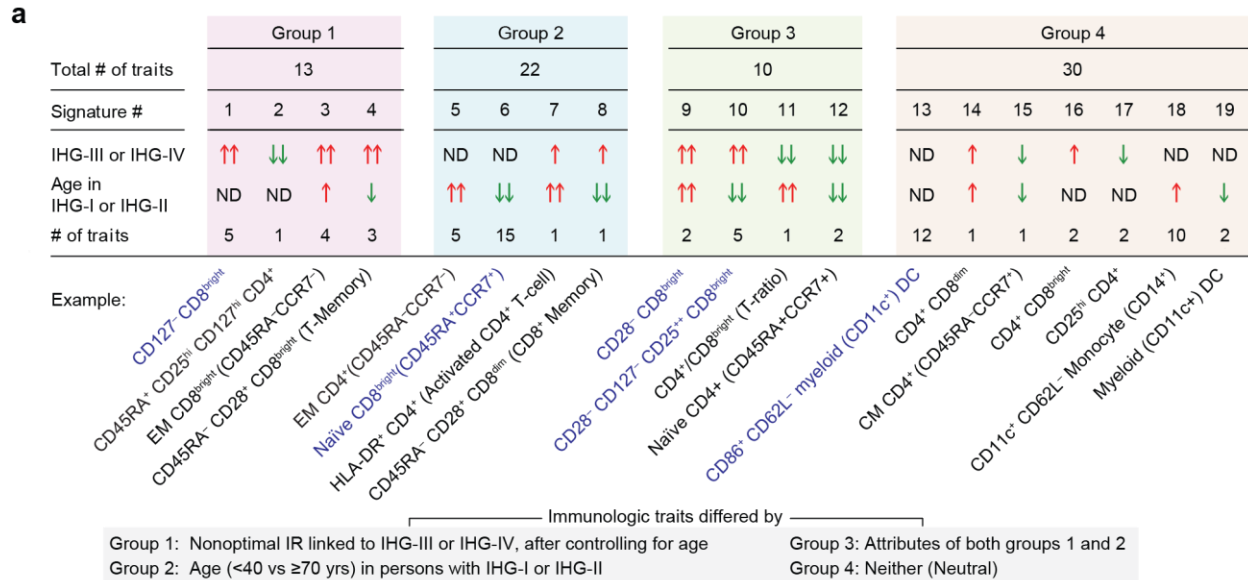 a
Group 1 Group 2 Group 3 Group 4
Total # of traits 13 22 10 30
Signature # 1 2 3 4 5 6 7 8 9 10 11 12 13 14 15 16 17 18 19
IHG-III or IHG-IV ↑↑ ↓↓ ↑↑ ↑↑ ND ND ↑ ↑ ↑↑ ↑↑ ↓↓ ↓↓ ND ↑ ↓ ↑ ↓ ND ND
Age in
IHG-I or IHG-II ND ND ↑ ↓ ↑↑ ↓↓ ↑↑ ↓↓ ↑↑ ↓↓ ↑↑ ↓↓ ND ↑ ↓ ND ND ↑ ↓
# of traits 5 1 4 3 5 15 1 1 2 5 1 2 12 1 1 2 2 10 2
Example:
CD127⁻ CD8ᵇʳⁱᵍʰᵗ
CD45RA⁺ CD25ʰⁱ CD127ʰⁱ CD4⁺
EM CD8ᵇʳⁱᵍʰᵗ (CD45RA⁻CCR7⁻)
CD45RA⁻ CD28⁺ CD8ᵇʳⁱᵍʰᵗ (T-Memory)
EM CD4⁺(CD45RA⁻CCR7⁻)
Naïve CD8ᵇʳⁱᵍʰᵗ(CD45RA⁺CCR7⁺)
HLA-DR⁺ CD4⁺ (Activated CD4⁺ T-cell)
CD45RA⁻ CD28⁺ CD8ᵈⁱᵐ (CD8⁺ Memory)
CD28⁻ CD8ᵇʳⁱᵍʰᵗ
CD28⁻ CD127⁻ CD25⁺⁺ CD8ᵇʳⁱᵍʰᵗ
CD4⁺/CD8ᵇʳⁱᵍʰᵗ (T-ratio)
Naïve CD4+ (CD45RA+CCR7+)
CD86⁺ CD62L⁻ myeloid (CD11c⁺) DC
CD4⁺ CD8ᵈⁱᵐ
CM CD4⁺ (CD45RA⁻CCR7⁺)
CD4⁺ CD8ᵇʳⁱᵍʰᵗ
CD25ʰⁱ CD4⁺
CD11c⁺ CD62L⁻ Monocyte (CD14⁺)
Myeloid (CD11c+) DC
Immunologic traits differed by
Group 1: Nonoptimal IR linked to IHG-III or IHG-IV, after controlling for age
Group 2: Age (<40 vs ≥70 yrs) in persons with IHG-I or IHG-II
Group 3: Attributes of both groups 1 and 2
Group 4: Neither (Neutral)